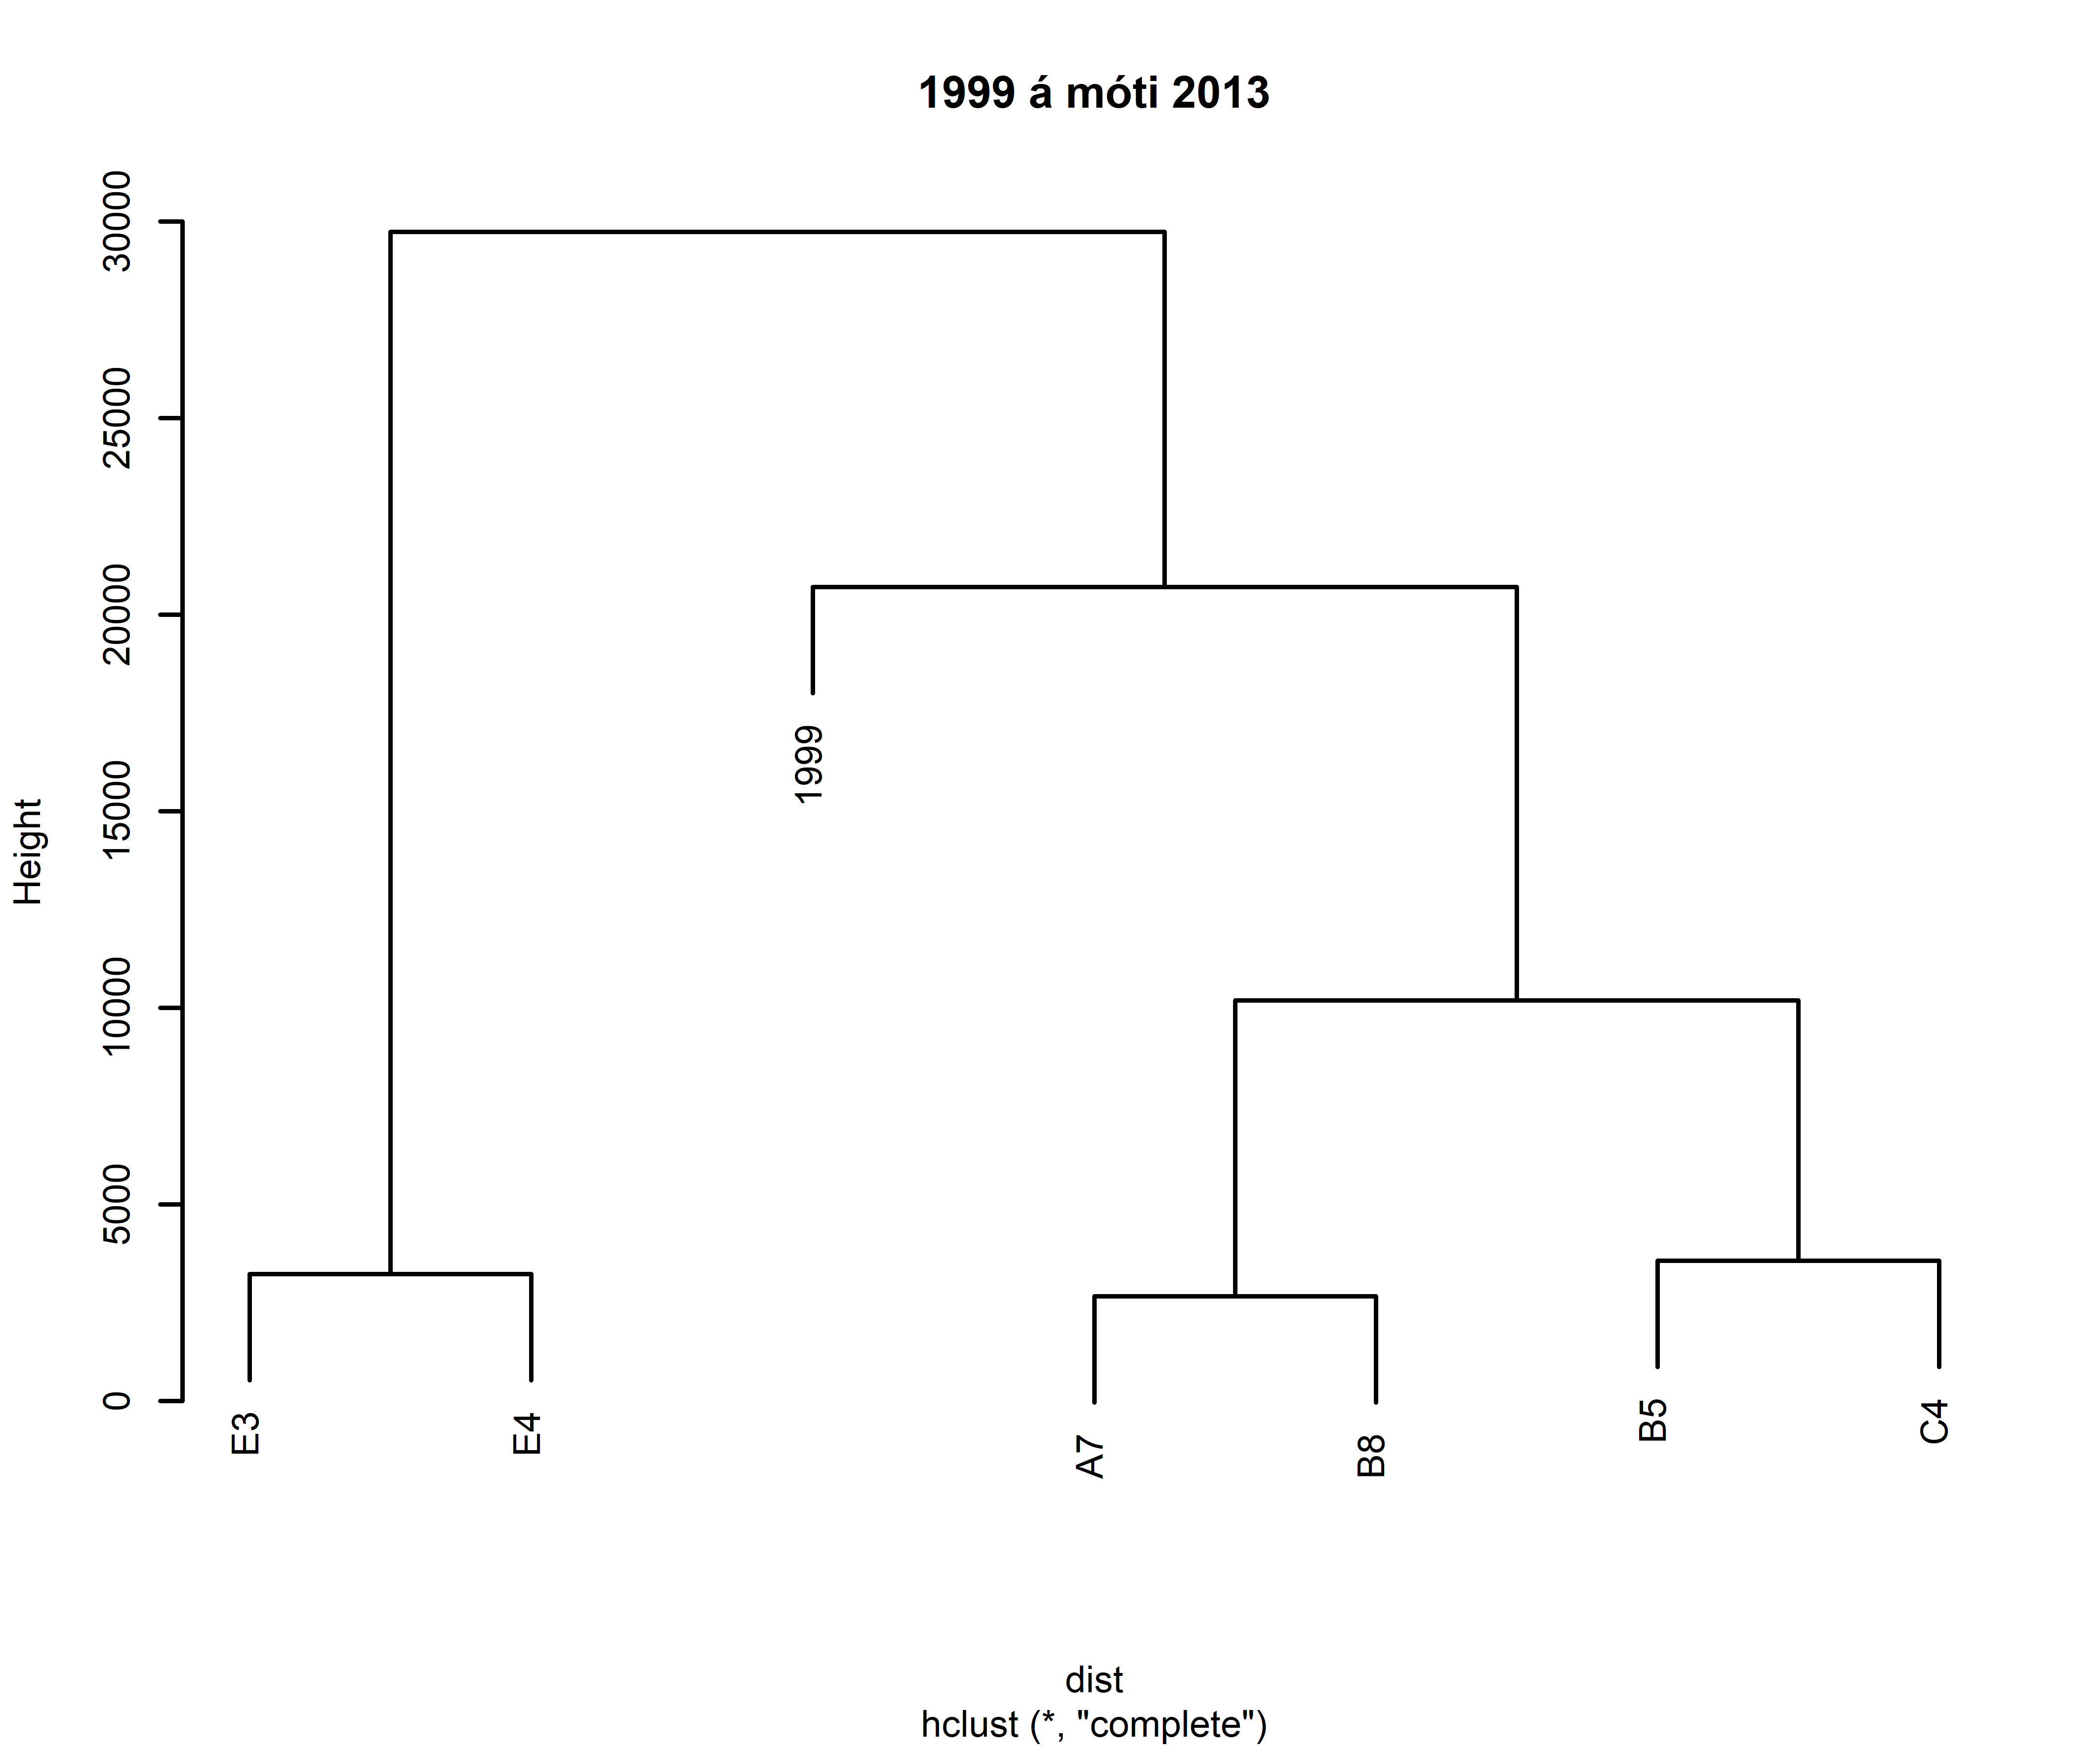 1999 á móti 2013
Height
30000
25000
20000
15000
10000
5000
0
1999
E3
E4
A7
B8
B5
C4
dist
hclust (*, "complete")